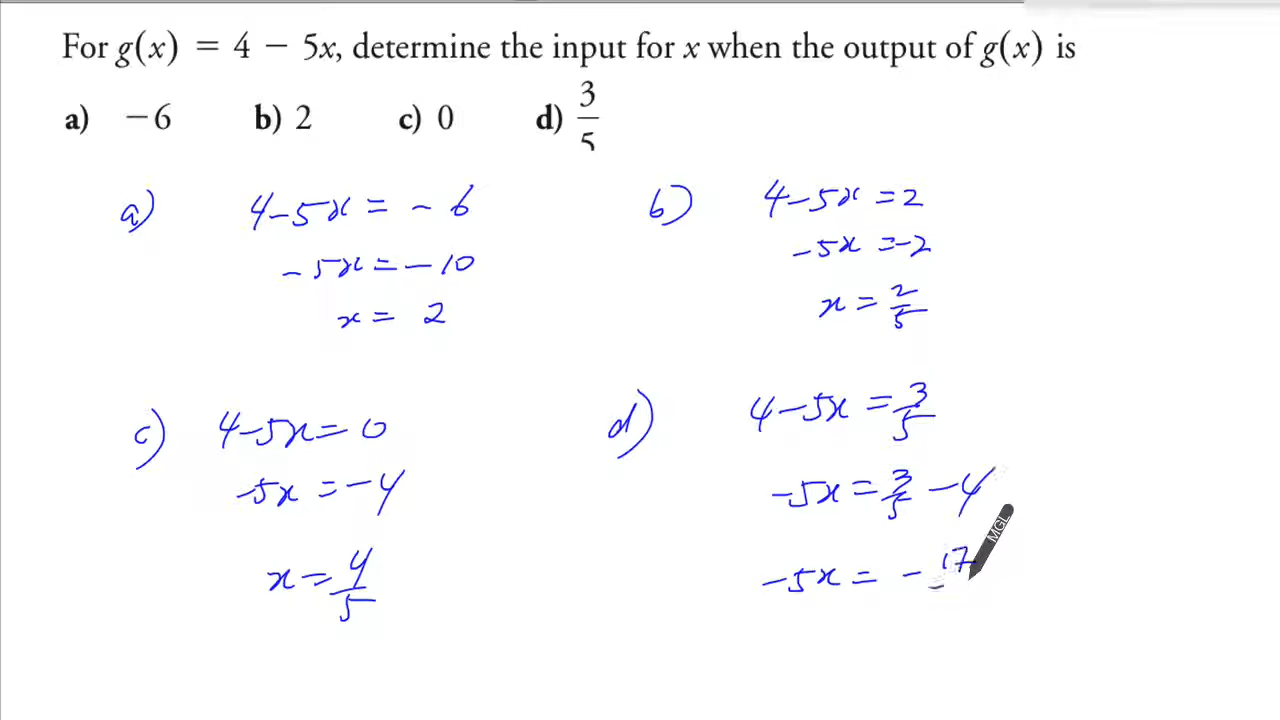 For g(x) = 4 − 5x, determine the input for x when the output of g(x) is
a) −6 b) 2 c) 0 d) 3/5
a) 4-5x = -6
-5x = -10
x = 2
b) 4-5x = 2
-5x = -2
x = 2/5
c) 4-5x = 0
-5x = -4
x = 4/5
d) 4-5x = 3/5
-5x = 3/5 - 4
-5x = - 17
MGL